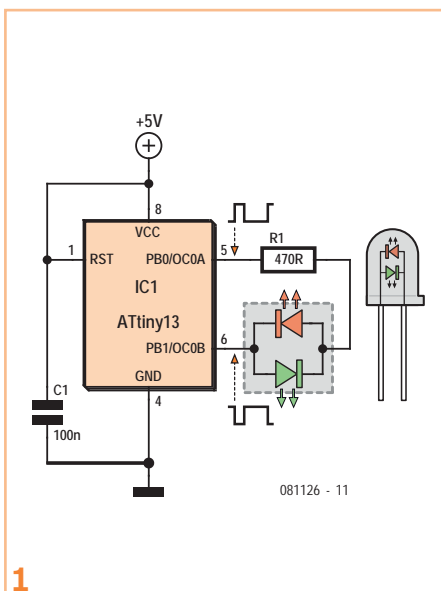 +5V
8
VCC
1
RST
PB0/OC0A
5
R1
470R
IC1
ATtiny13
PB1/OC0B
6
GND
4
C1
100n
081126 - 11
1